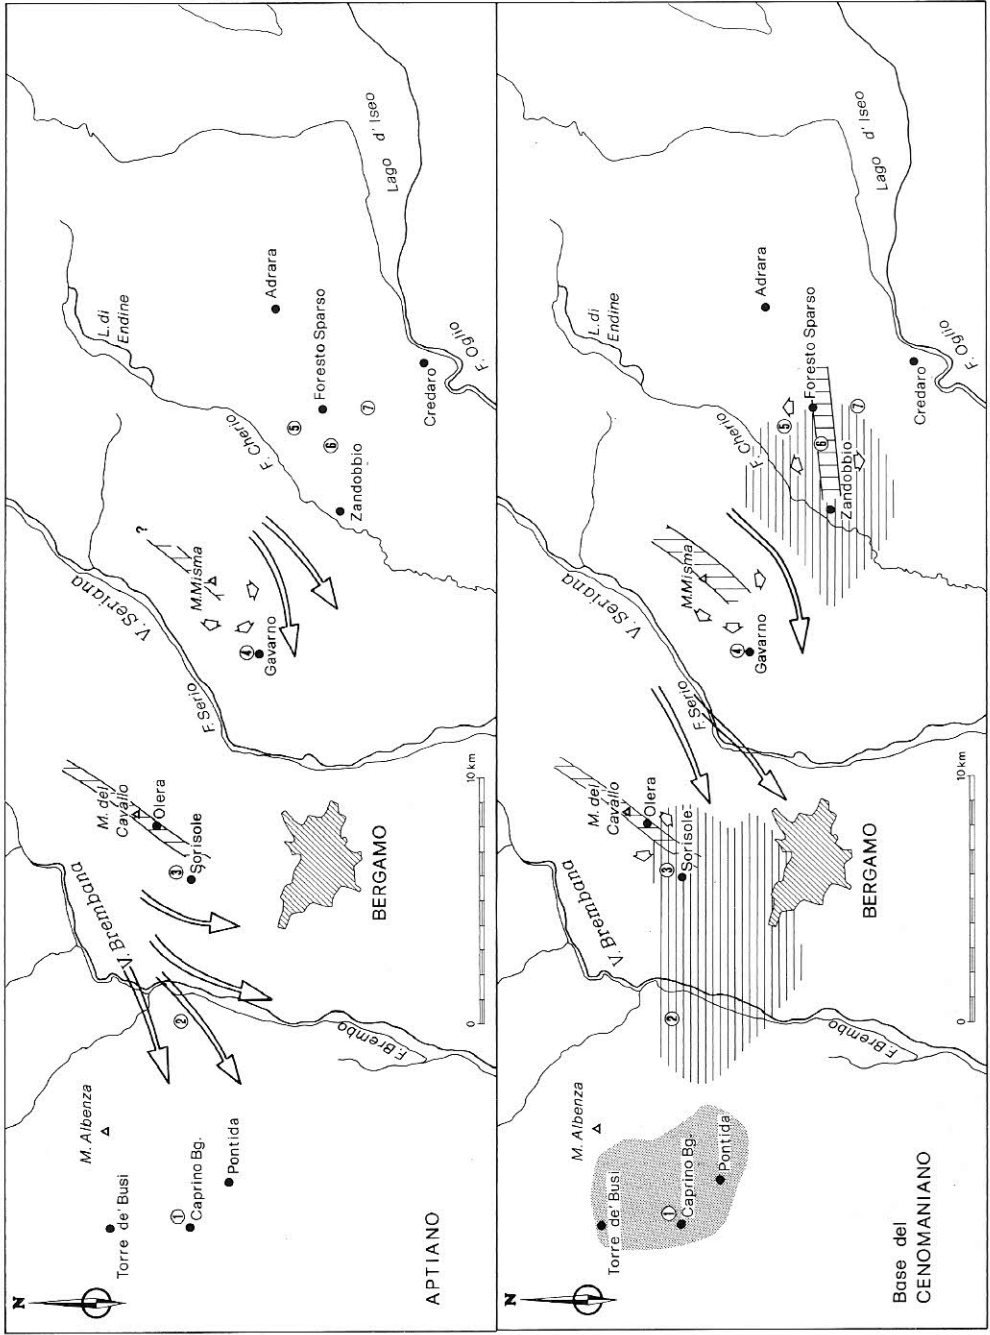 N
M. Albenza
Torre de' Busi
①
Caprino Bg.
Pontida
APTIANO
V. Brembana
②
F. Brembo
M. del
Cavallo
Olera
③
Sorisole
BERGAMO
0
10 km
V. Seriana
F. Serio
?
M. Misma
④
Gavarno
F. Cherio
L. di
Endine
Zandobbio
⑤
⑥
⑦
Foresto Sparso
Adrara
Credaro
F. Oglio
Lago d' Iseo
N
M. Albenza
Torre de' Busi
①
Caprino Bg.
Pontida
Base del
CENOMANIANO
V. Brembana
②
F. Brembo
M. del
Cavallo
Olera
③
Sorisole
BERGAMO
0
10 km
V. Seriana
F. Serio
M. Misma
④
Gavarno
F. Cherio
L. di
Endine
Zandobbio
⑤
⑥
⑦
Foresto Sparso
Adrara
Credaro
F. Oglio
Lago d' Iseo